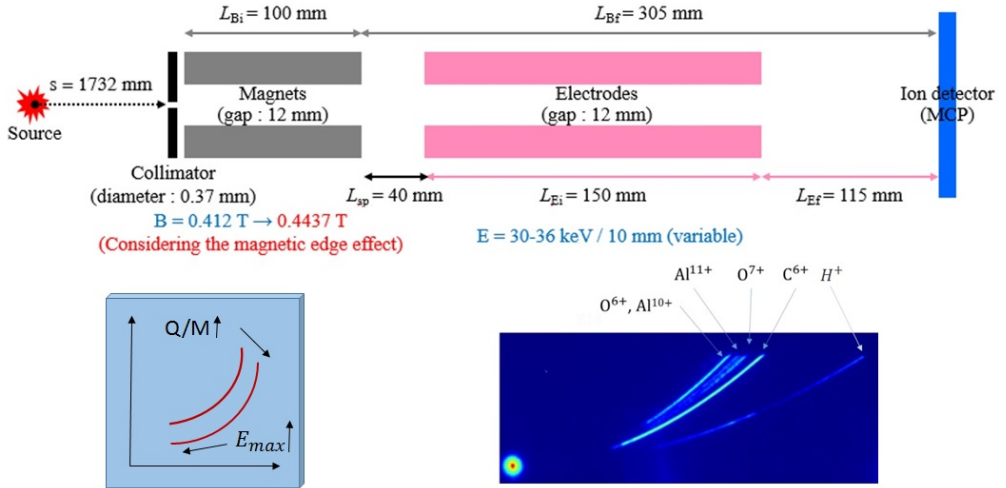 L_Bi = 100 mm
L_Bf = 305 mm
s = 1732 mm
Source
Magnets
(gap : 12 mm)
Electrodes
(gap : 12 mm)
Ion detector
(MCP)
Collimator
(diameter : 0.37 mm)
L_sp = 40 mm
L_Ei = 150 mm
L_Ef = 115 mm
B = 0.412 T → 0.4437 T
(Considering the magnetic edge effect)
E = 30-36 keV / 10 mm (variable)
Q/M↑
E_max↑
Al¹¹⁺
O⁷⁺
C⁶⁺
H⁺
O⁶⁺, Al¹⁰⁺